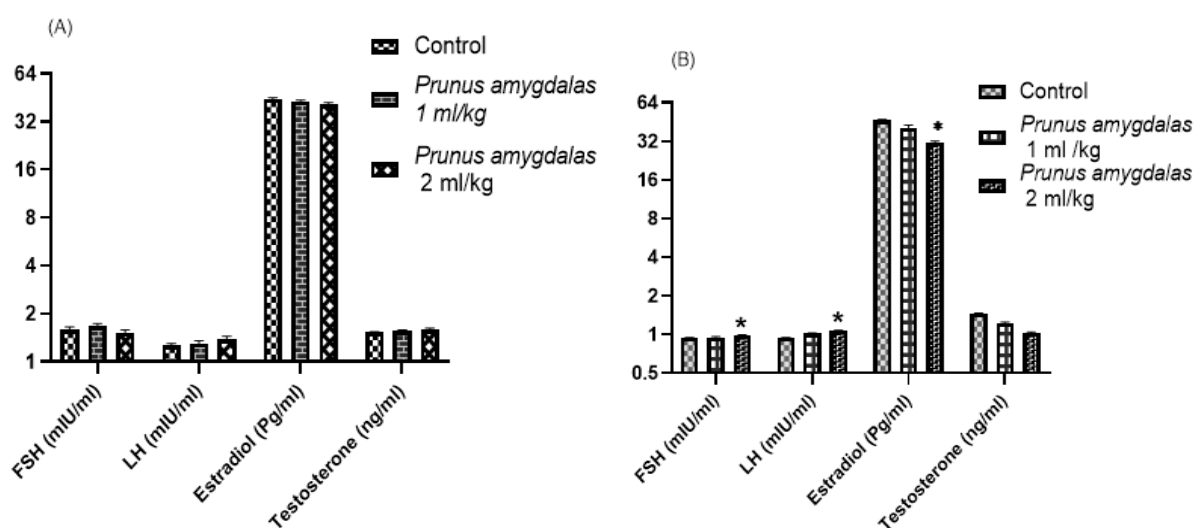 (A)
Control
Prunus amygdalas
1 ml/kg
Prunus amygdalas
2 ml/kg
64
32
16
8
4
2
1
FSH (mIU/ml)
LH (mIU/ml)
Estradiol (Pg/ml)
Testosterone (ng/ml)
(B)
Control
Prunus amygdalas
1 ml /kg
Prunus amygdalas
2 ml/kg
64
32
16
8
4
2
1
0.5
*
*
*
FSH (mIU/ml)
LH (mIU/ml)
Estradiol (Pg/ml)
Testosterone (ng/ml)